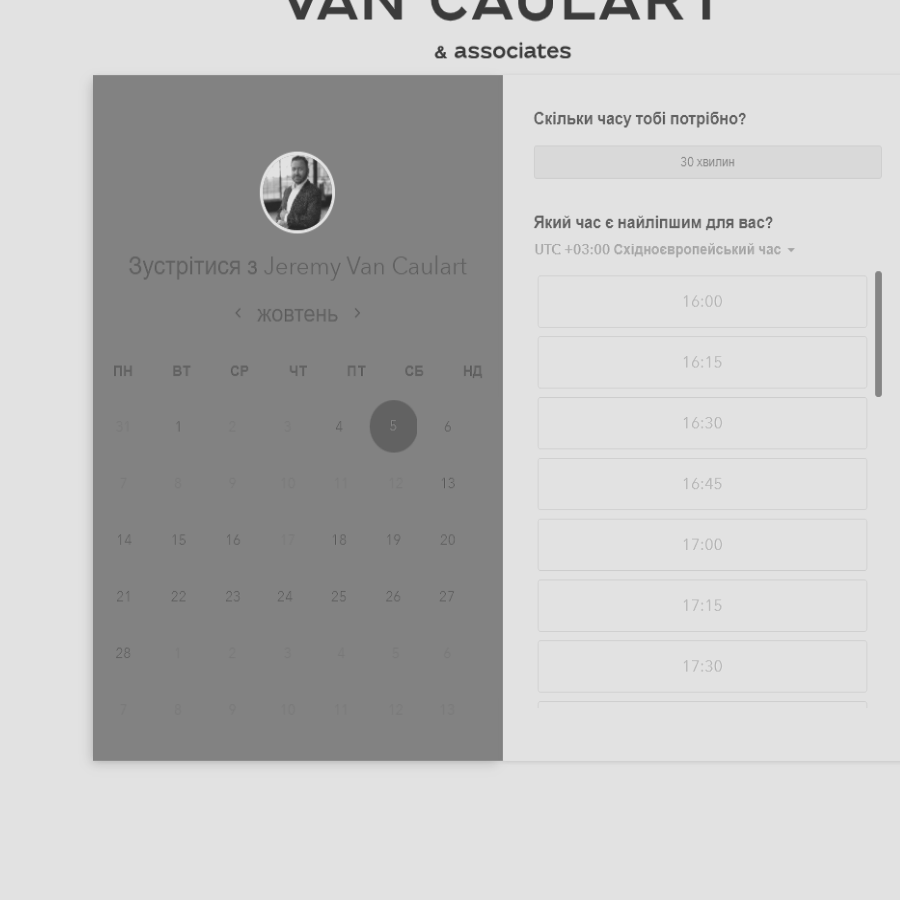 VAN CAULART
& associates
Зустрітися з Jeremy Van Caulart
жовтень
ПН ВТ СР ЧТ ПТ СБ НД
31 1 2 3 4 5 6
7 8 9 10 11 12 13
14 15 16 17 18 19 20
21 22 23 24 25 26 27
28 1 2 3 4 5 6
7 8 9 10 11 12 13
Скільки часу тобі потрібно?
30 хвилин
Який час є найліпшим для вас?
UTC +03:00 Східноєвропейський час
16:00
16:15
16:30
16:45
17:00
17:15
17:30